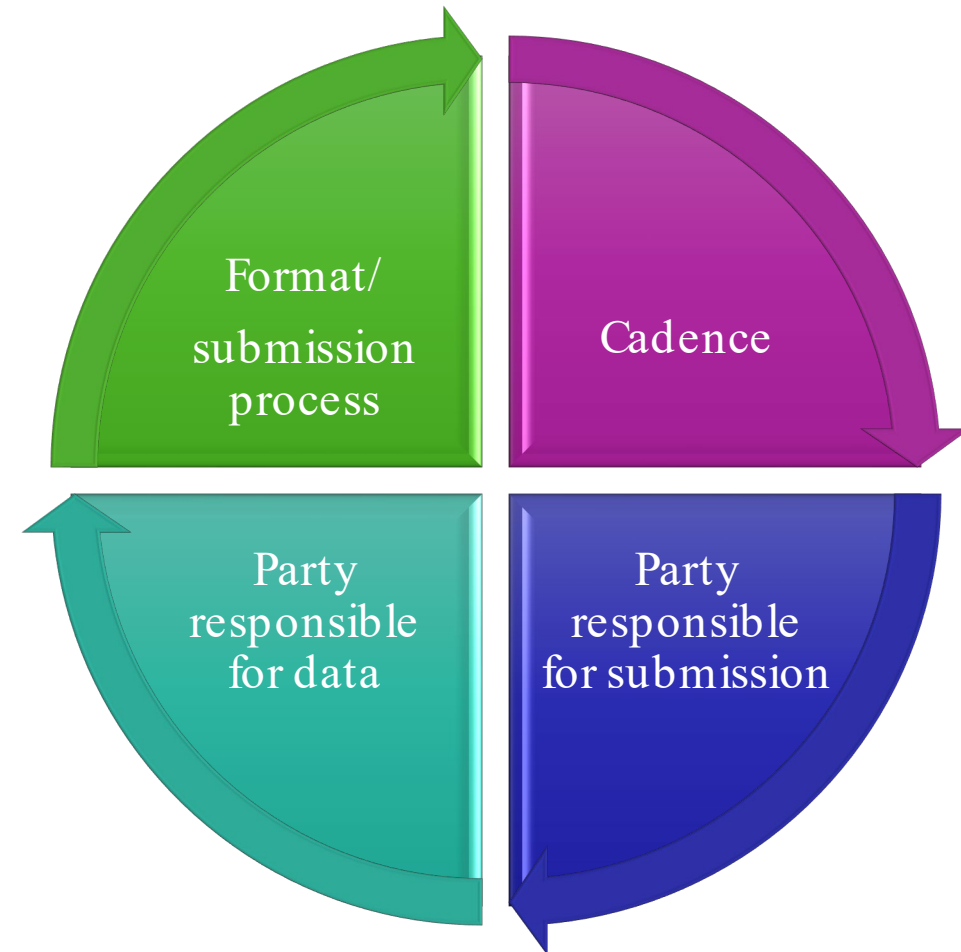 Format/
submission
process
Cadence
Party
responsible
for data
Party
responsible
for submission